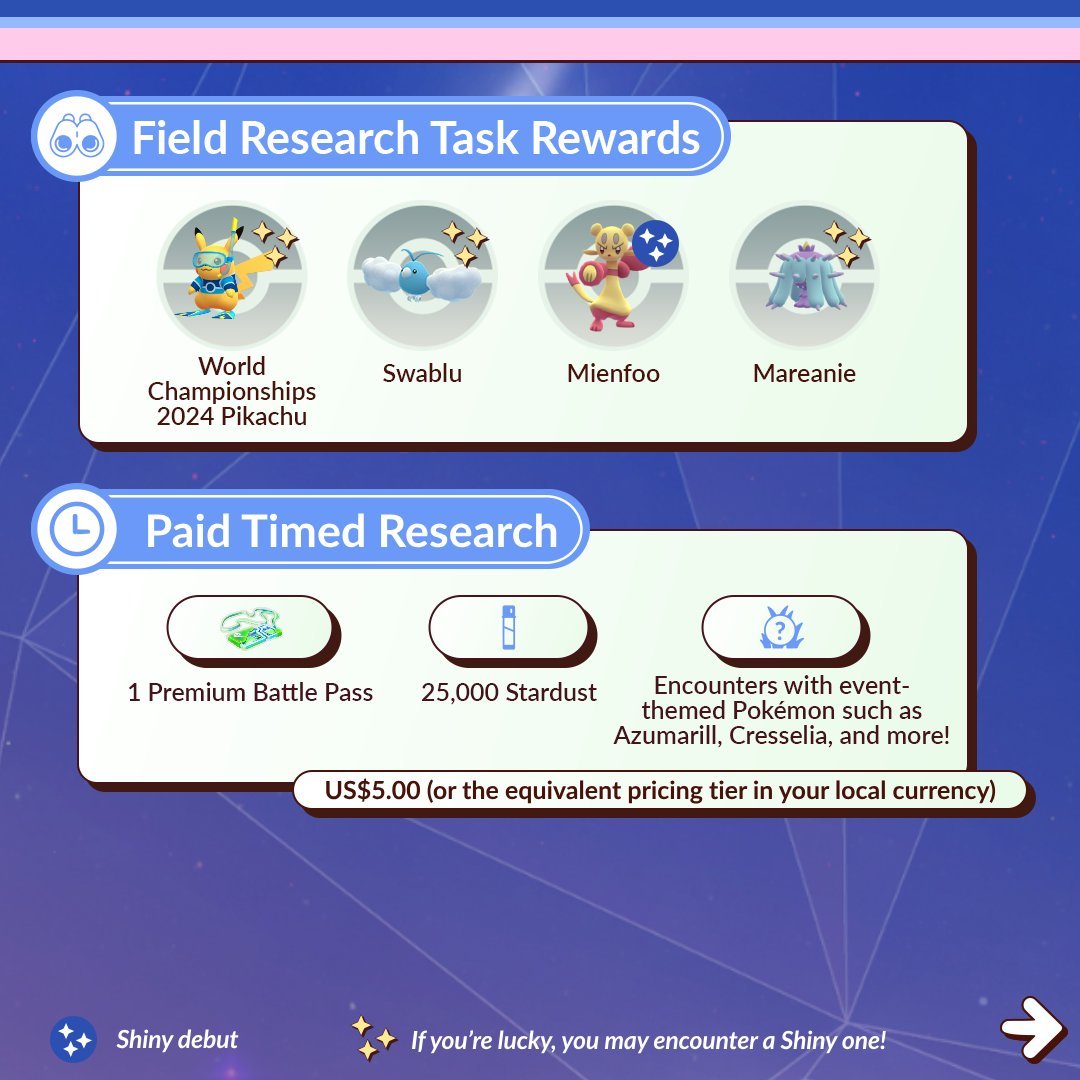 Field Research Task Rewards
World
Championships
2024 Pikachu
Swablu
Mienfoo
Mareanie
Paid Timed Research
1 Premium Battle Pass
25,000 Stardust
?
Encounters with event-
themed Pokémon such as
Azumarill, Cresselia, and more!
US$5.00 (or the equivalent pricing tier in your local currency)
Shiny debut
If you're lucky, you may encounter a Shiny one!